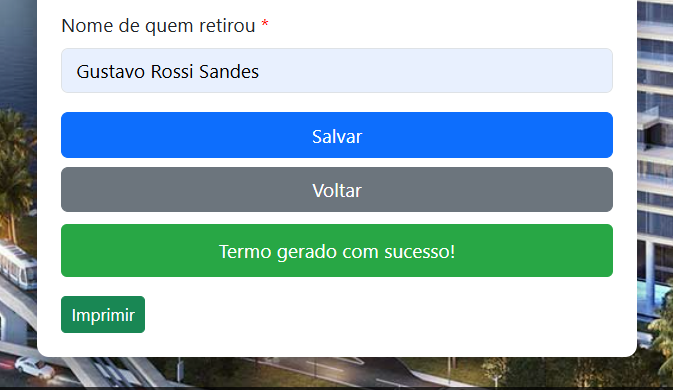 Nome de quem retirou *
Gustavo Rossi Sandes
Salvar
Voltar
Termo gerado com sucesso!
Imprimir